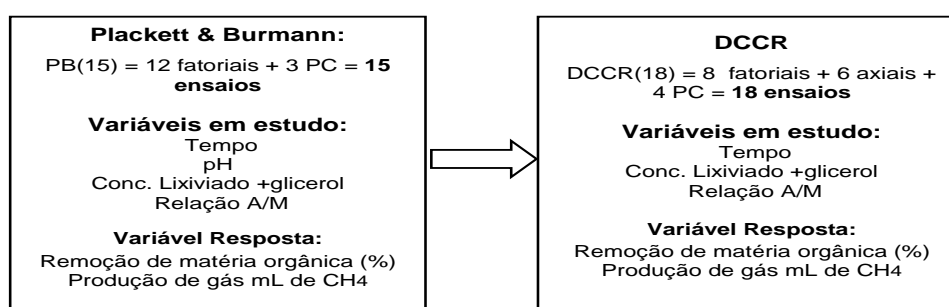 Plackett & Burmann:
PB(15) = 12 fatoriais + 3 PC = 15
ensaios
Variáveis em estudo:
Tempo
pH
Conc. Lixiviado +glicerol
Relação A/M
Variável Resposta:
Remoção de matéria orgânica (%)
Produção de gás mL de CH4
DCCR
DCCR(18) = 8 fatoriais + 6 axiais +
4 PC = 18 ensaios
Variáveis em estudo:
Tempo
Conc. Lixiviado +glicerol
Relação A/M
Variável Resposta:
Remoção de matéria orgânica (%)
Produção de gás mL de CH4